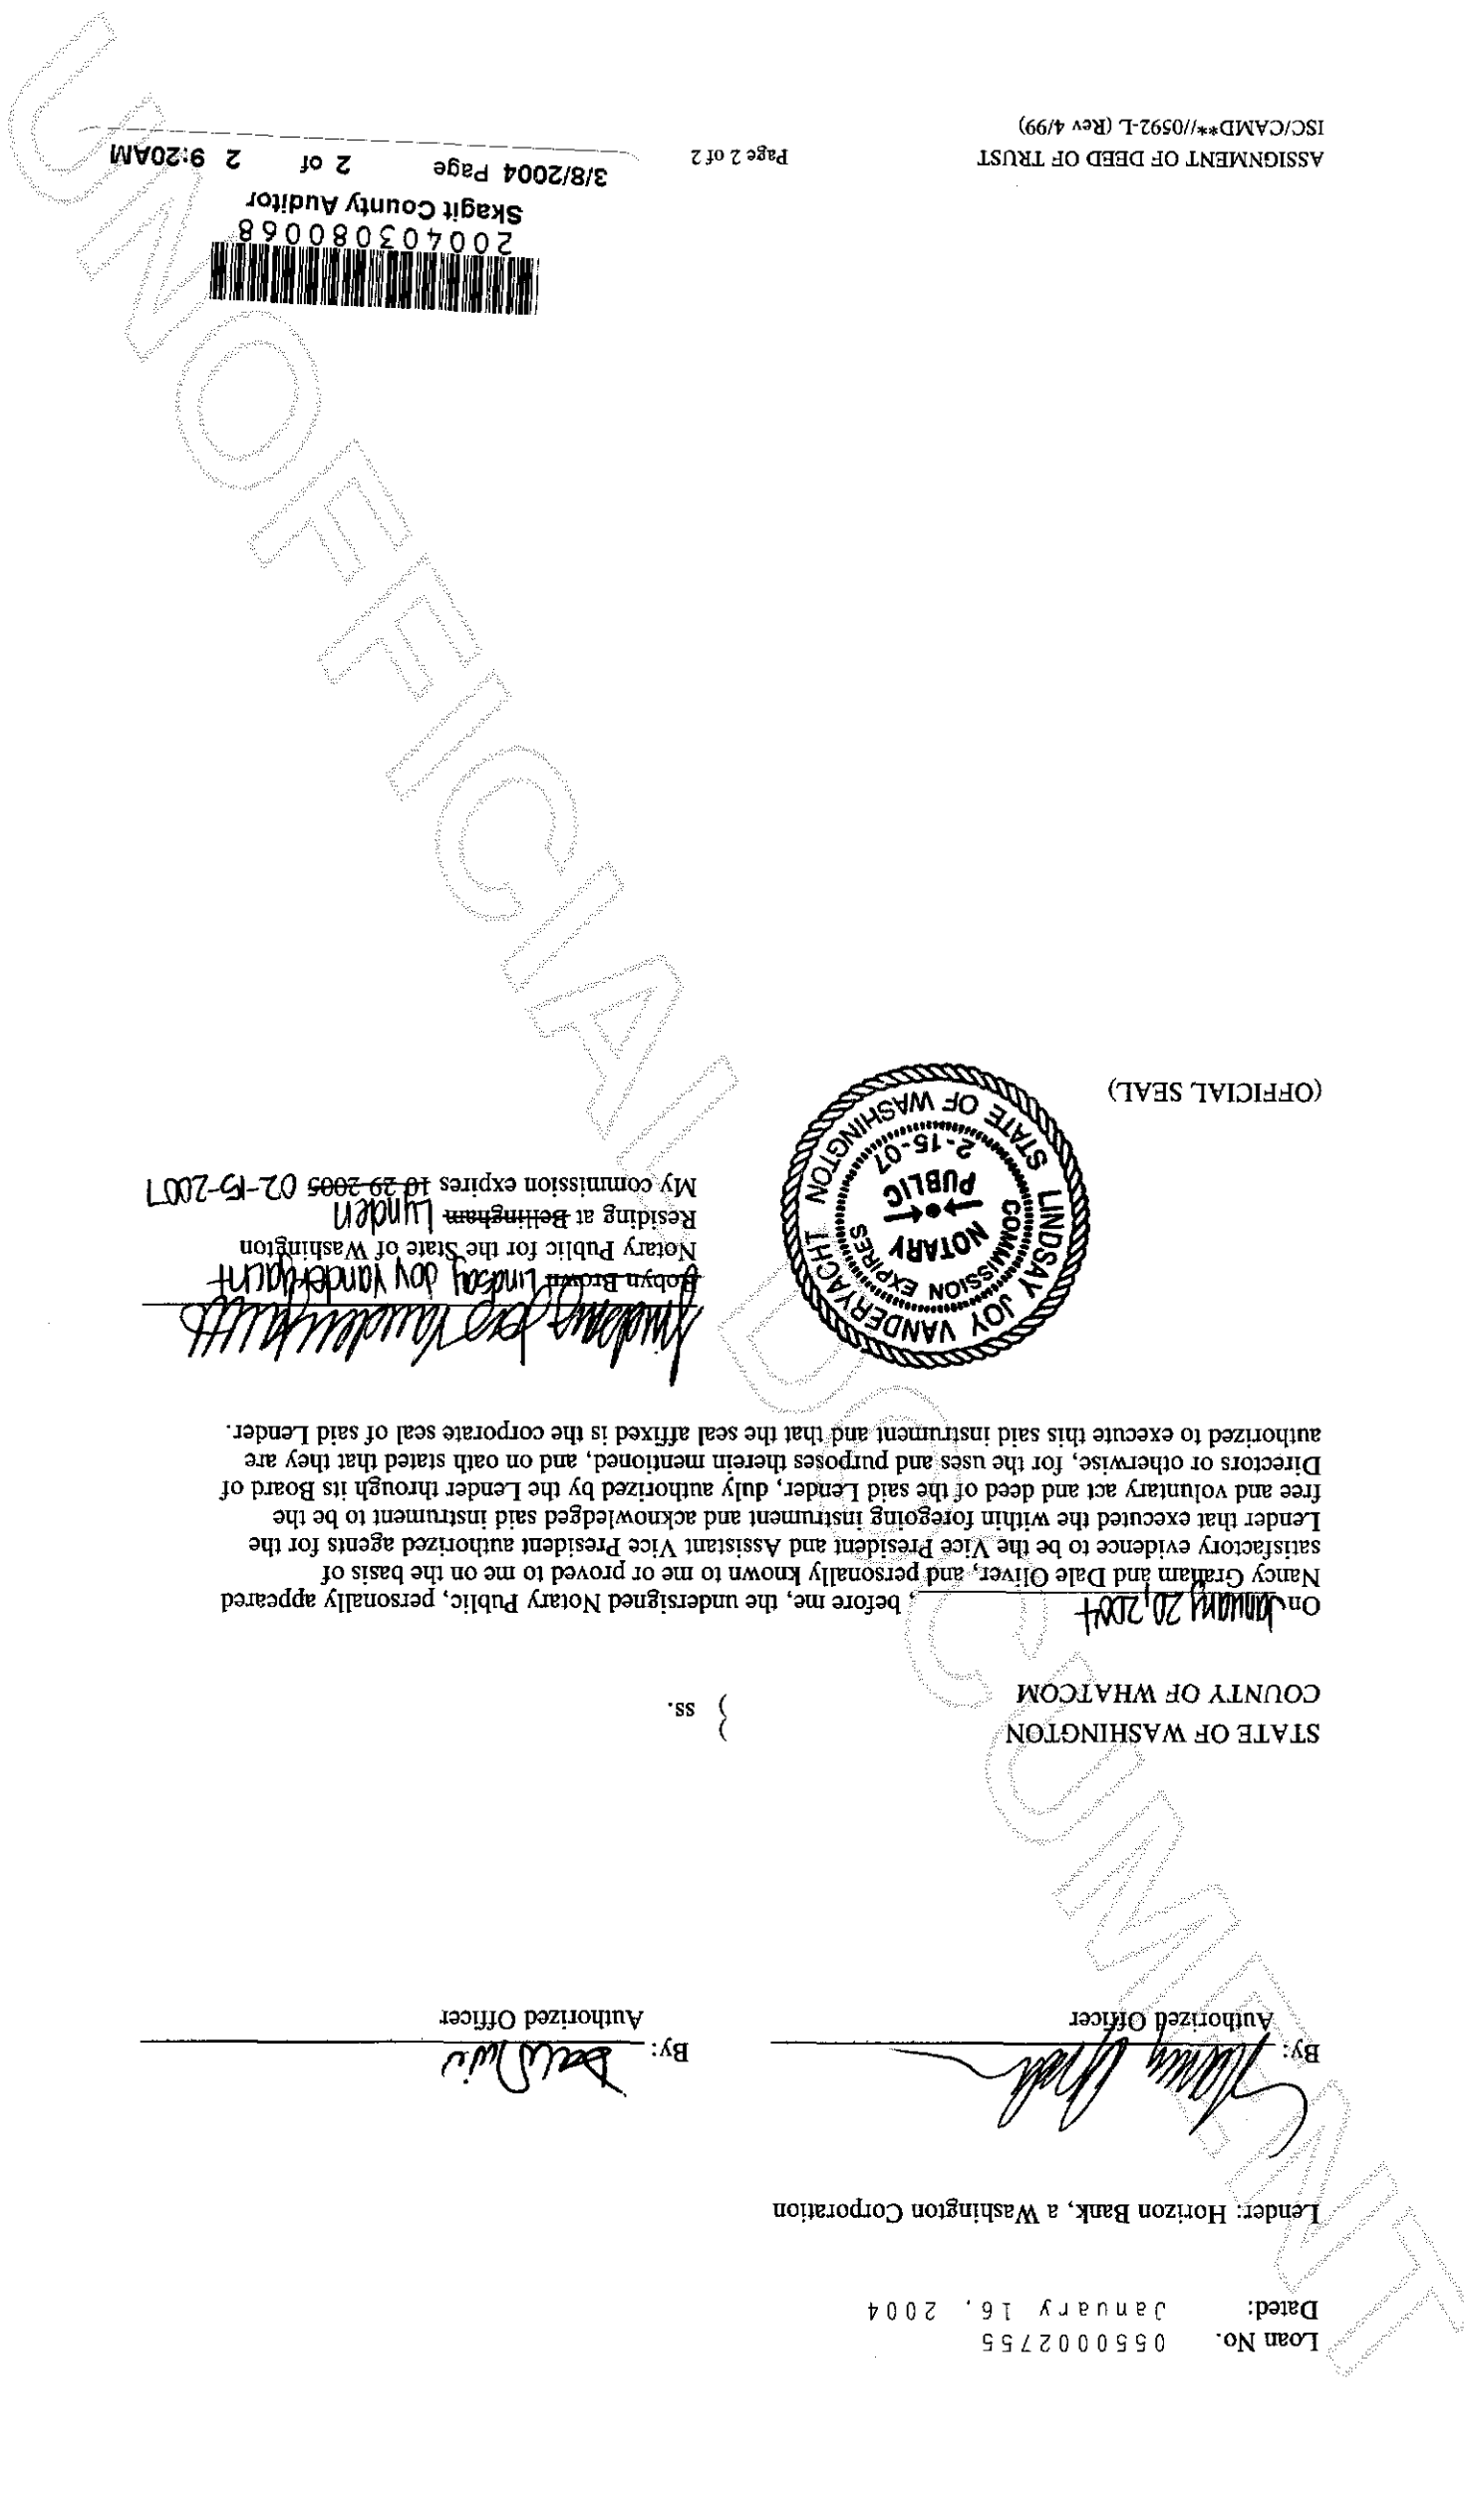 Loan No. 0550002755
Dated: January 16, 2004
Lender: Horizon Bank, a Washington Corporation
By: By:
Authorized Officer Authorized Officer
STATE OF WASHINGTON
} ss.
COUNTY OF WHATCOM
On January 20, 2004, before me, the undersigned Notary Public, personally appeared
Nancy Graham and Dale Oliver, and personally known to me or proved to me on the basis of
satisfactory evidence to be the Vice President and Assistant Vice President authorized agents for the
Lender that executed the within foregoing instrument and acknowledged said instrument to be the
free and voluntary act and deed of the said Lender, duly authorized by the Lender through its Board of
Directors or otherwise, for the uses and purposes therein mentioned, and on oath stated that they are
authorized to execute this said instrument and that the seal affixed is the corporate seal of said Lender.
Robyn Brown Lindsay Joy Vanderyacht
Notary Public for the State of Washington
Residing at Bellingham Lynden
My commission expires 10-29-2005 02-15-2007
LINDSAY JOY VANDERYACHT
STATE OF WASHINGTON
COMMISSION EXPIRES
NOTARY
PUBLIC
2-15-07
(OFFICIAL SEAL)
200403080068
Skagit County Auditor
3/8/2004 Page 2 of 2 9:20AM
ASSIGNMENT OF DEED OF TRUST Page 2 of 2
ISC/CAMD**//0592-L (Rev 4/99)
UNOFFICIAL DOCUMENT